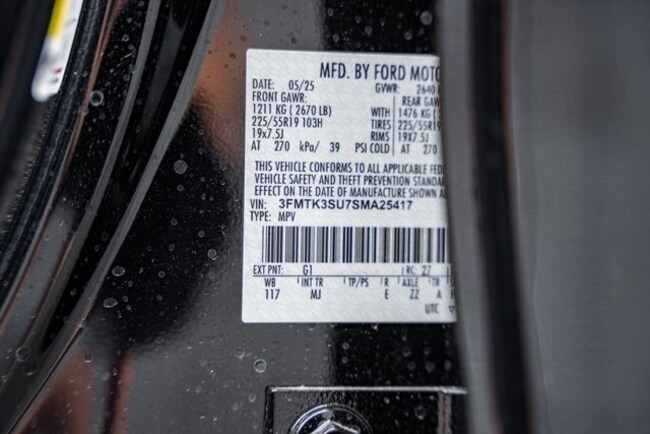 MFD. BY FORD MOTO
DATE: 05/25 GVWR: 2640
FRONT GAWR: REAR GAW
1211 KG ( 2670 LB) WITH 1476 KG (
225/55R19 103H TIRES 225/55R19
19x7.5J RIMS 19x7.5J
AT 270 kPa/ 39 PSI COLD AT 270
THIS VEHICLE CONFORMS TO ALL APPLICABLE FED
VEHICLE SAFETY AND THEFT PREVENTION STANDA
EFFECT ON THE DATE OF MANUFACTURE SHOWN A
VIN: 3FMTK3SU7SMA25417
TYPE: MPV
EXT PNT: G1 RC: 27
WB INT TR TP/PS R AXLE TR
117 MJ E ZZ A
UTC